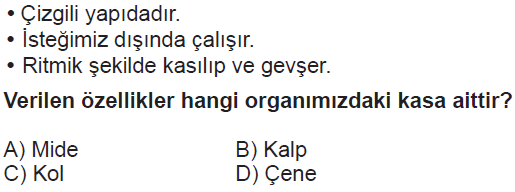 • Çizgili yapıdadır.
• İsteğimiz dışında çalışır.
• Ritmik şekilde kasılıp ve gevşer.
Verilen özellikler hangi organımızdaki kasa aittir?
A) Mide B) Kalp
C) Kol D) Çene